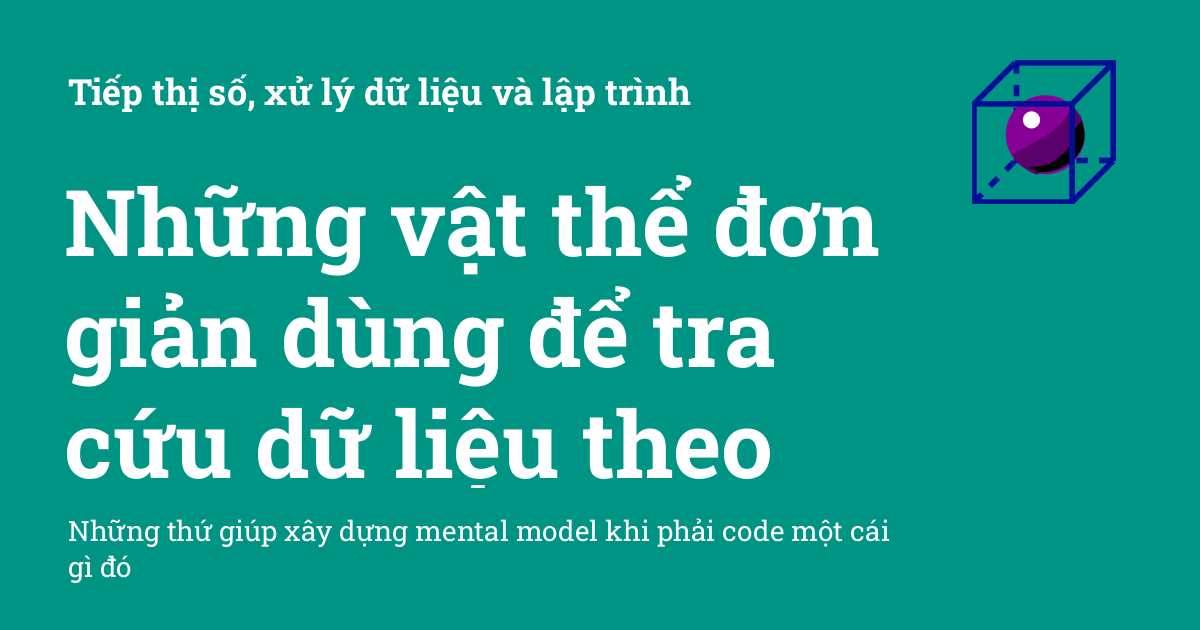 Tiếp thị số, xử lý dữ liệu và lập trình
Những vật thể đơn
giản dùng để tra
cứu dữ liệu theo
Những thứ giúp xây dựng mental model khi phải code một cái
gì đó